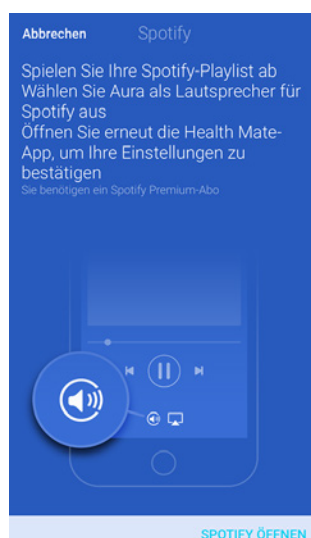 Abbrechen Spotify
Spielen Sie Ihre Spotify-Playlist ab
Wählen Sie Aura als Lautsprecher für
Spotify aus
Öffnen Sie erneut die Health Mate-
App, um Ihre Einstellungen zu
bestätigen
Sie benötigen ein Spotify Premium-Abo
SPOTIFY ÖFFNEN